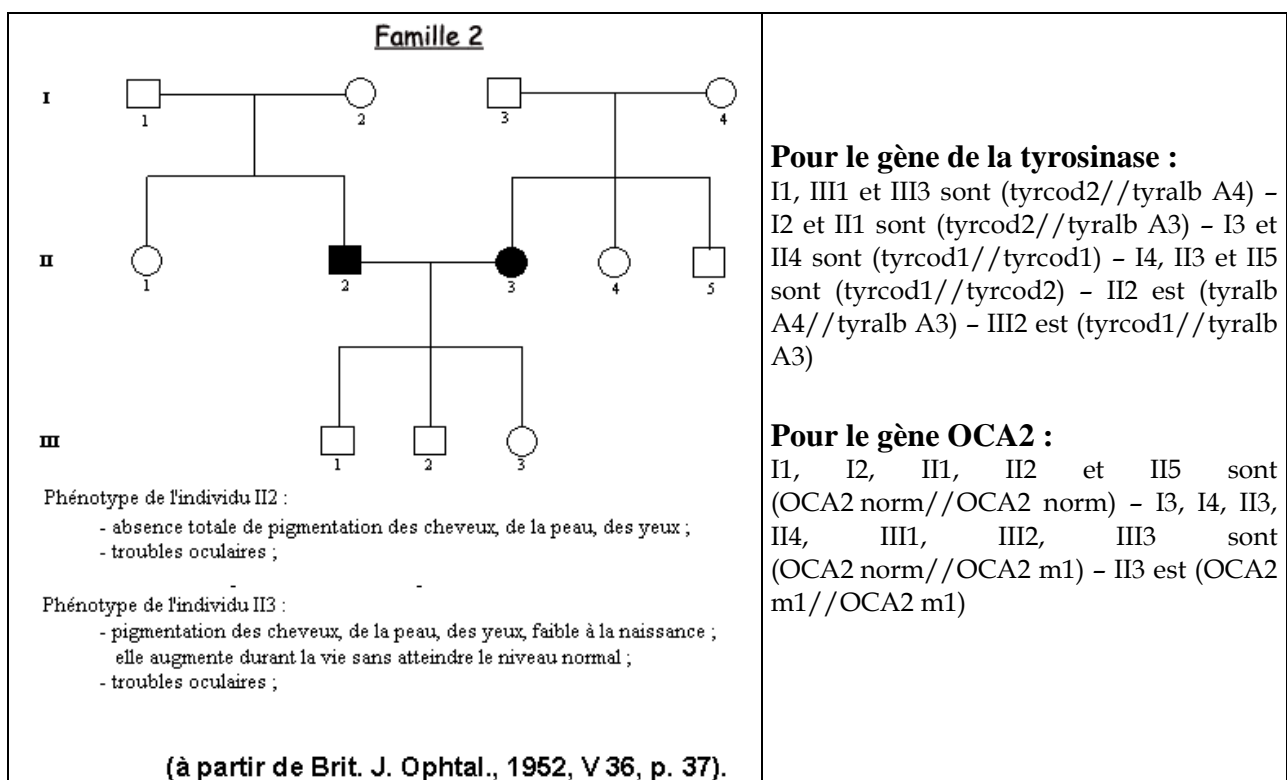 Famille 2
I
1
2
3
4
II
1
2
3
4
5
III
1
2
3
Phénotype de l'individu II2 :
- absence totale de pigmentation des cheveux, de la peau, des yeux ;
- troubles oculaires ;
- -
Phénotype de l'individu II3 :
- pigmentation des cheveux, de la peau, des yeux, faible à la naissance ;
elle augmente durant la vie sans atteindre le niveau normal ;
- troubles oculaires ;
(à partir de Brit. J. Ophtal., 1952, V 36, p. 37).
Pour le gène de la tyrosinase :
I1, III1 et III3 sont (tyrcod2//tyralb A4) –
I2 et II1 sont (tyrcod2//tyralb A3) – I3 et
II4 sont (tyrcod1//tyrcod1) – I4, II3 et II5
sont (tyrcod1//tyrcod2) – II2 est (tyralb
A4//tyralb A3) – III2 est (tyrcod1//tyralb
A3)
Pour le gène OCA2 :
I1, I2, II1, II2 et II5 sont
(OCA2 norm//OCA2 norm) – I3, I4, II3,
II4, III1, III2, III3 sont
(OCA2 norm//OCA2 m1) – II3 est (OCA2
m1//OCA2 m1)